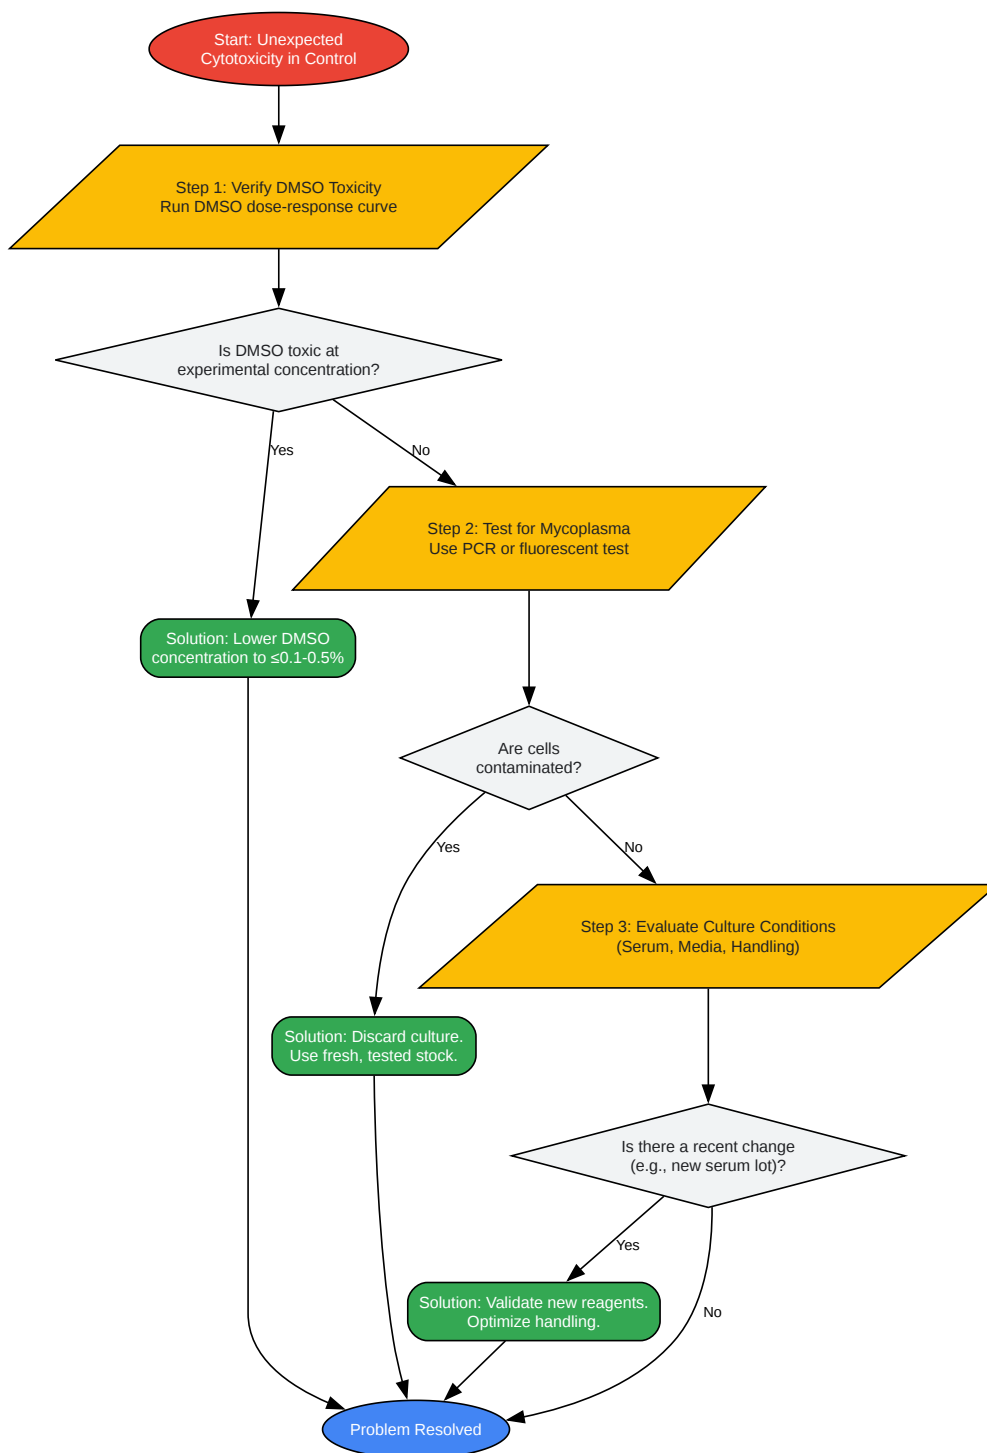 Start: Unexpected
Cytotoxicity in Control
Step 1: Verify DMSO Toxicity
Run DMSO dose-response curve
Is DMSO toxic at
experimental concentration?
Yes
No
Step 2: Test for Mycoplasma
Use PCR or fluorescent test
Solution: Lower DMSO
concentration to ≤0.1-0.5%
Are cells
contaminated?
Yes
No
Step 3: Evaluate Culture Conditions
(Serum, Media, Handling)
Solution: Discard culture.
Use fresh, tested stock.
Is there a recent change
(e.g., new serum lot)?
Yes
No
Solution: Validate new reagents.
Optimize handling.
Problem Resolved